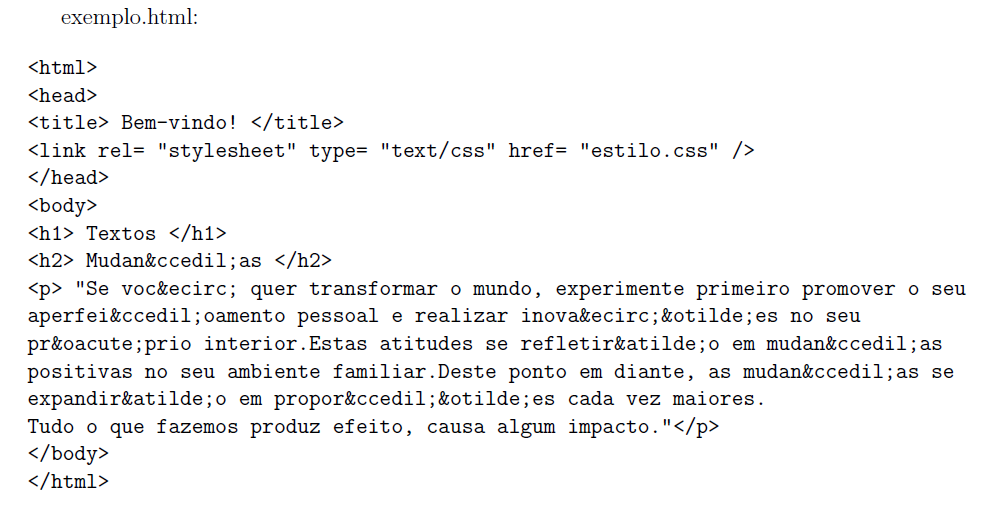 exemplo.html:
<html>
<head>
<title> Bem-vindo! </title>
<link rel= "stylesheet" type= "text/css" href= "estilo.css" />
</head>
<body>
<h1> Textos </h1>
<h2> Mudan&ccedil;as </h2>
<p> "Se voc&ecirc; quer transformar o mundo, experimente primeiro promover o seu
aperfei&ccedil;oamento pessoal e realizar inova&ecirc;&otilde;es no seu
pr&oacute;prio interior.Estas atitudes se refletir&atilde;o em mudan&ccedil;as
positivas no seu ambiente familiar.Deste ponto em diante, as mudan&ccedil;as se
expandir&atilde;o em propor&ccedil;&otilde;es cada vez maiores.
Tudo o que fazemos produz efeito, causa algum impacto."</p>
</body>
</html>